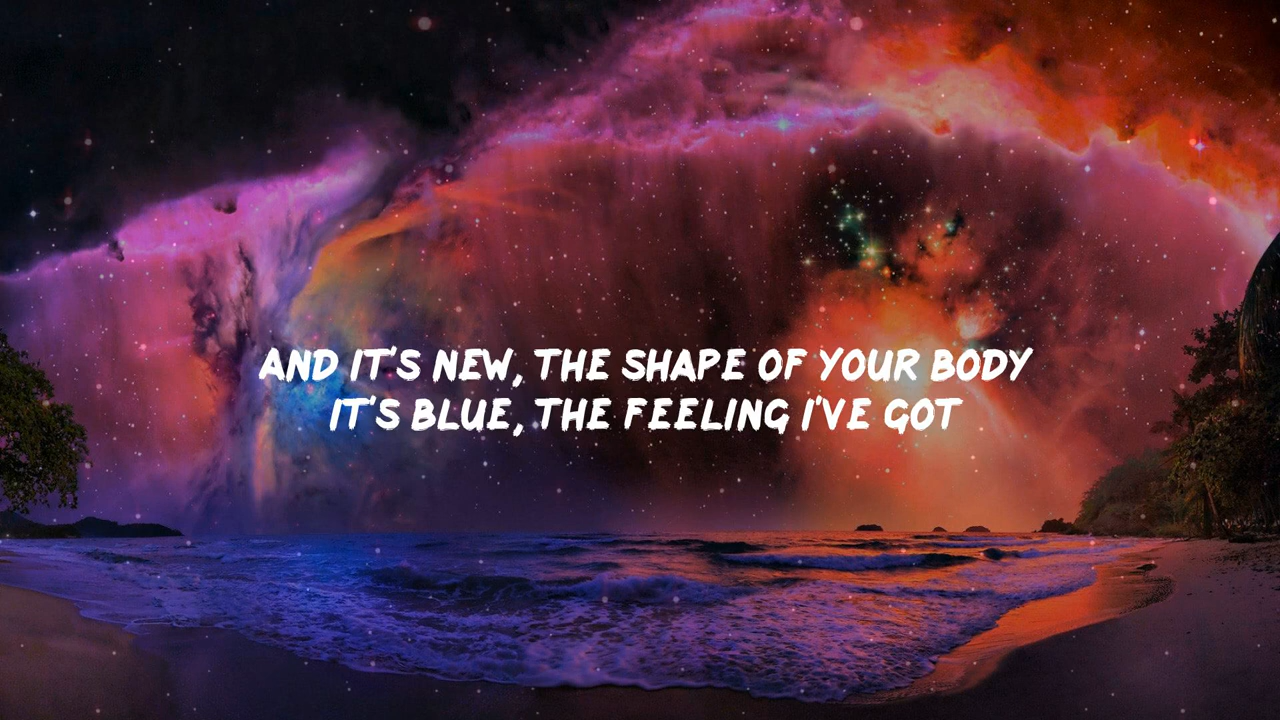 AND IT'S NEW, THE SHAPE OF YOUR BODY
IT'S BLUE, THE FEELING I'VE GOT